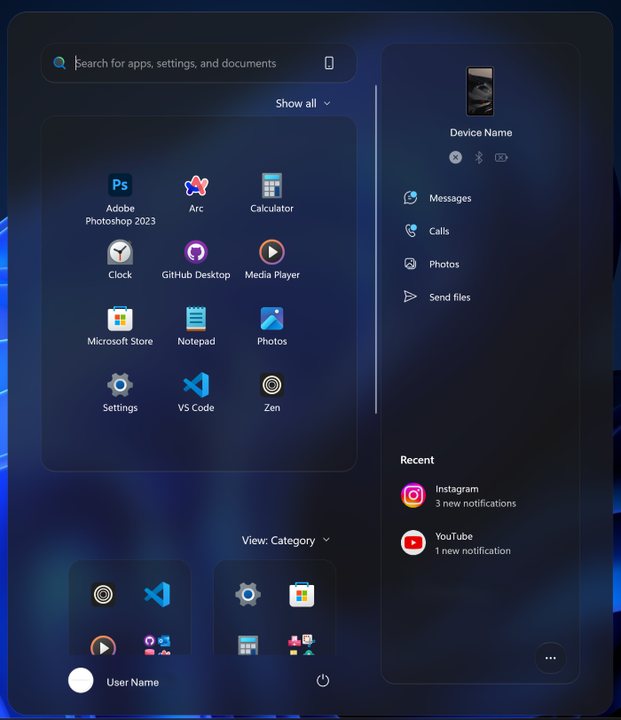 Search for apps, settings, and documents
Show all
Ps
Adobe
Photoshop 2023
Arc
Calculator
Clock
GitHub Desktop
Media Player
Microsoft Store
Notepad
Photos
Settings
VS Code
Zen
View: Category
User Name
Device Name
Messages
Calls
Photos
Send files
Recent
Instagram
3 new notifications
YouTube
1 new notification